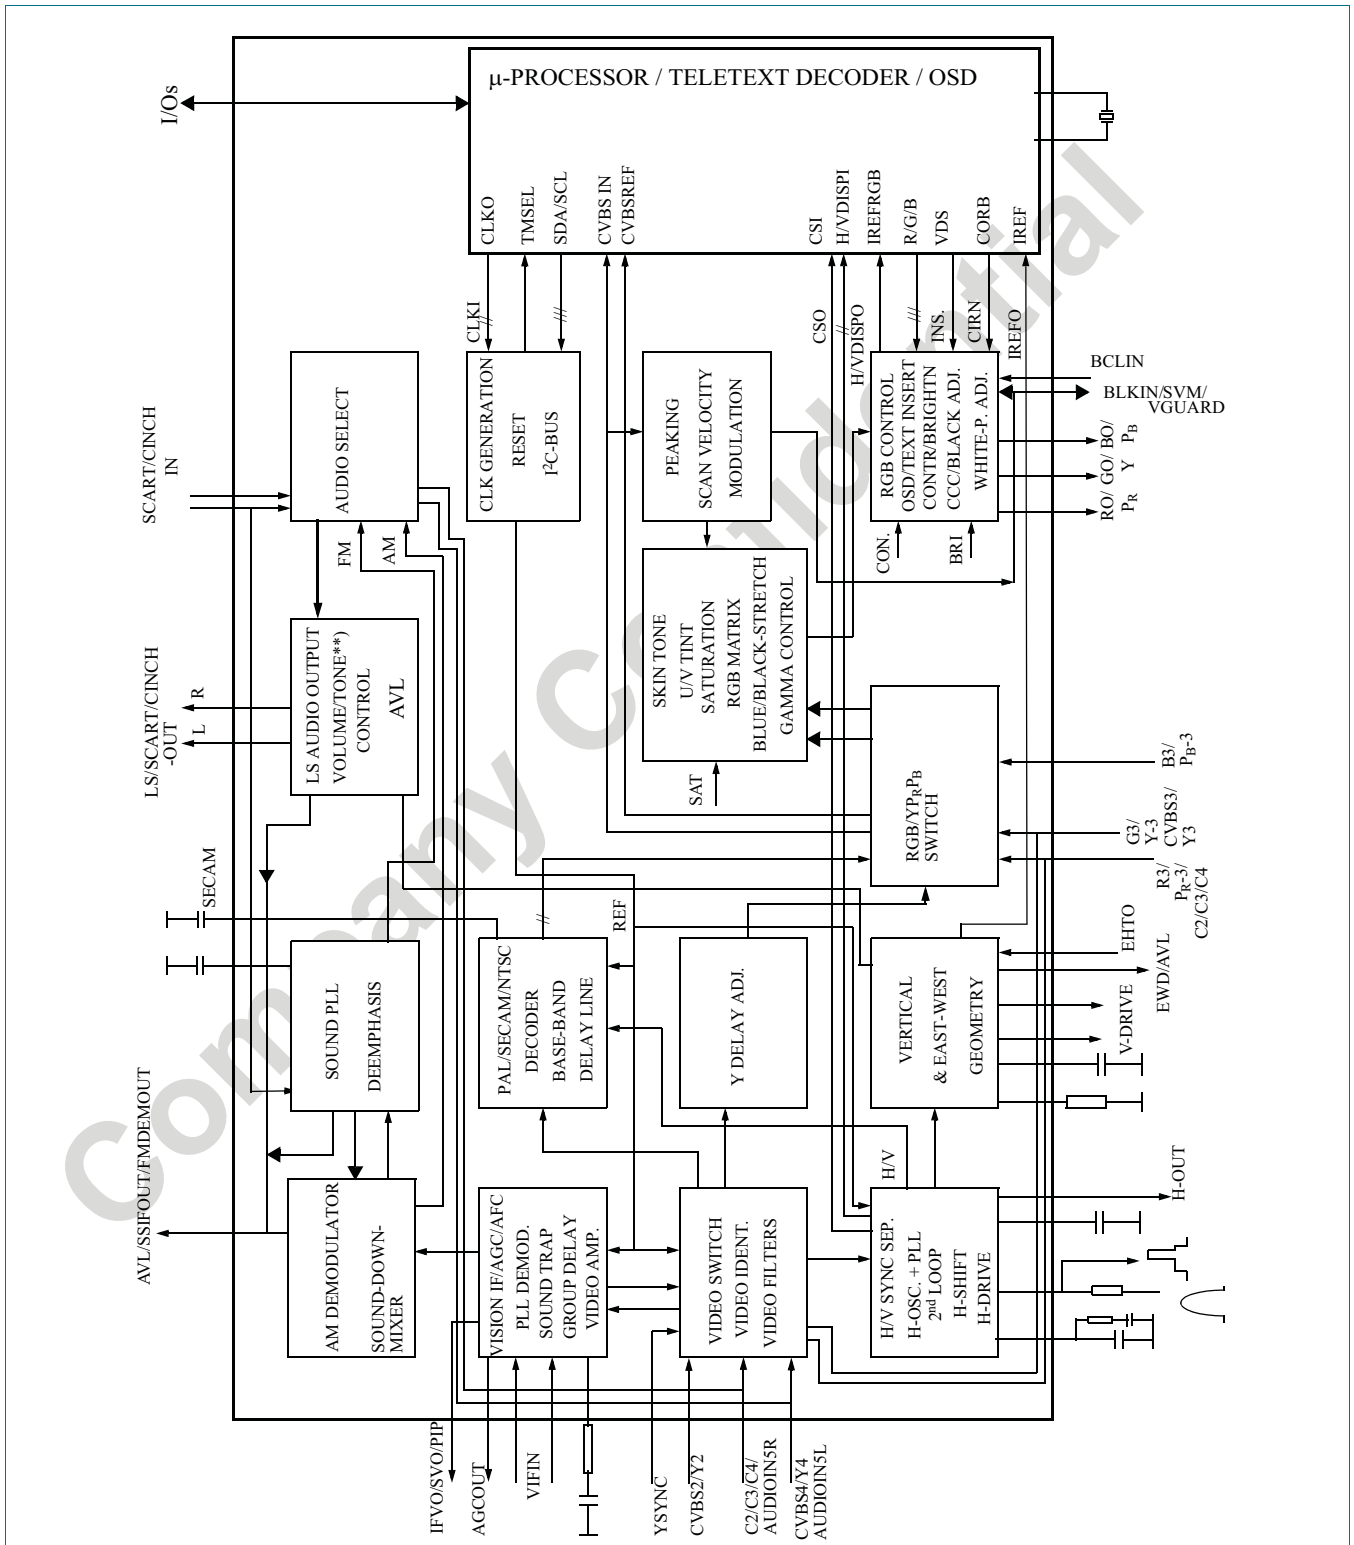 µ-PROCESSOR / TELETEXT DECODER / OSD
I/Os
CLKO
TMSEL
SDA/SCL
CVBS IN
CVBSREF
CSI
H/VDISPI
IREFRGB
R/G/B
VDS
CORB
IREF
CLKI
CSO
H/VDISPO
INS.
CIRN
IREFO
SCART/CINCH
IN
AUDIO SELECT
FM
AM
CLK GENERATION
RESET
I²C-BUS
PEAKING
SCAN VELOCITY
MODULATION
RGB CONTROL
OSD/TEXT INSERT
CONTR/BRIGHTN
CCC/BLACK ADJ.
WHITE-P. ADJ.
BCLIN
BLKIN/SVM/
VGUARD
RO/ GO/ BO/
PR Y PB
CON.
BRI
LS/SCART/CINCH
-OUT
L
R
LS AUDIO OUTPUT
VOLUME/TONE**)
CONTROL
AVL
SKIN TONE
U/V TINT
SATURATION
RGB MATRIX
BLUE/BLACK-STRETCH
GAMMA CONTROL
SAT
RGB/YPRPB
SWITCH
B3/
PB-3
G3/
Y-3
CVBS3/
Y3
R3/
PR-3/
C2/C3/C4
SECAM
SOUND PLL
DEEMPHASIS
PAL/SECAM/NTSC
DECODER
BASE-BAND
DELAY LINE
REF
Y DELAY ADJ.
VERTICAL
& EAST-WEST
GEOMETRY
EHTO
EWD/AVL
V-DRIVE
AVL/SSIFOUT/FMDEMOUT
AM DEMODULATOR
SOUND-DOWN-
MIXER
VISION IF/AGC/AFC
PLL DEMOD.
SOUND TRAP
GROUP DELAY
VIDEO AMP.
VIDEO SWITCH
VIDEO IDENT.
VIDEO FILTERS
H/V
H/V SYNC SEP.
H-OSC. + PLL
2nd LOOP
H-SHIFT
H-DRIVE
H-OUT
IFVO/SVO/PIP
AGCOUT
VIFIN
YSYNC
CVBS2/Y2
C2/C3/C4/
AUDIOIN5R
CVBS4/Y4
AUDIOIN5L
Company Confidential